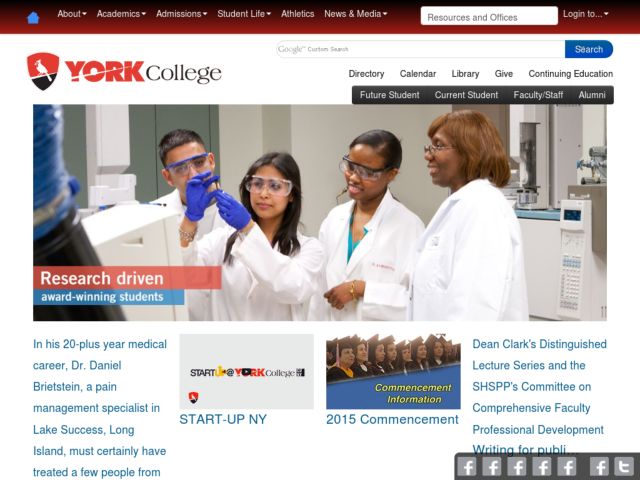 About Academics Admissions Student Life Athletics News & Media Resources and Offices Login to...
Google™ Custom Search Search
YORK College
Directory Calendar Library Give Continuing Education
Future Student Current Student Faculty/Staff Alumni
Research driven
award-winning students
In his 20-plus year medical
career, Dr. Daniel
Brietstein, a pain
management specialist in
Lake Success, Long
Island, must certainly have
treated a few people from
START-UP@YORK College
START-UP NY
Commencement
Information
2015 Commencement
Dean Clark's Distinguished
Lecture Series and the
SHSPP's Committee on
Comprehensive Faculty
Professional Development
Writing for publi...